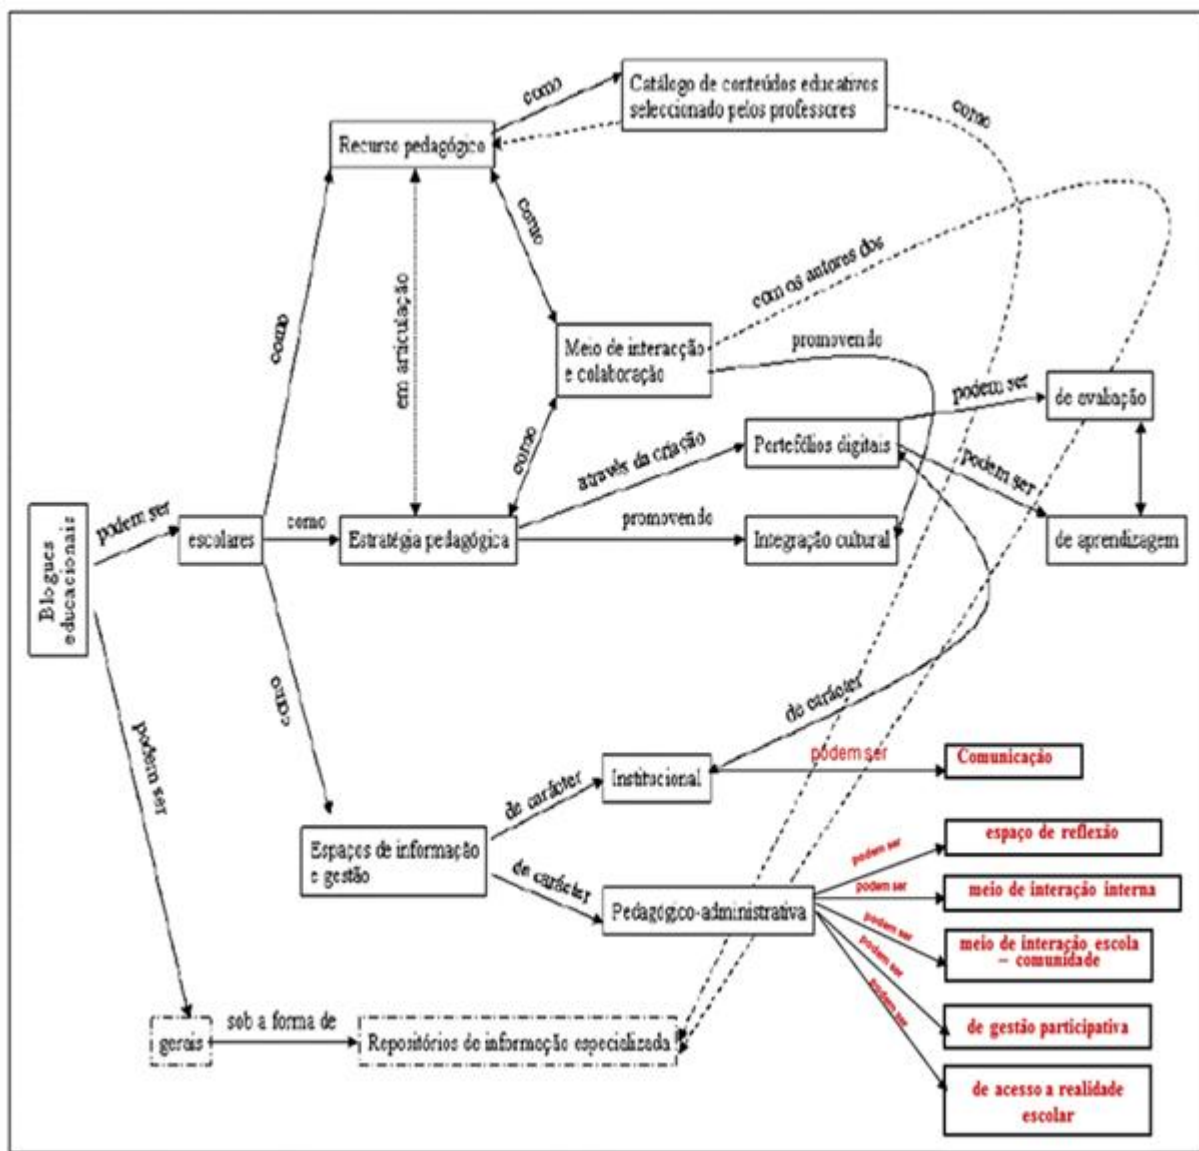 Catálogo de conteúdos educativos
seleccionado pelos professores
como
como
Recurso pedagógico
como
com os autores dos
em articulação
como
Meio de interacção
e colaboração
promovendo
podem ser
de avaliação
como
através da criação
Portefólios digitais
podem ser
Blogues
educacionais
podem ser
escolares
como
Estratégia pedagógica
promovendo
Integração cultural
de aprendizagem
como
podem ser
de carácter
Institucional
podem ser
Comunicação
de carácter
Espaços de informação
e gestão
de carácter
Pedagógico-administrativa
podem ser
espaço de reflexão
podem ser
meio de interação interna
podem ser
meio de interação escola
– comunidade
podem ser
de gestão participativa
podem ser
de acesso a realidade
escolar
gerais
sob a forma de
Repositórios de informação especializada